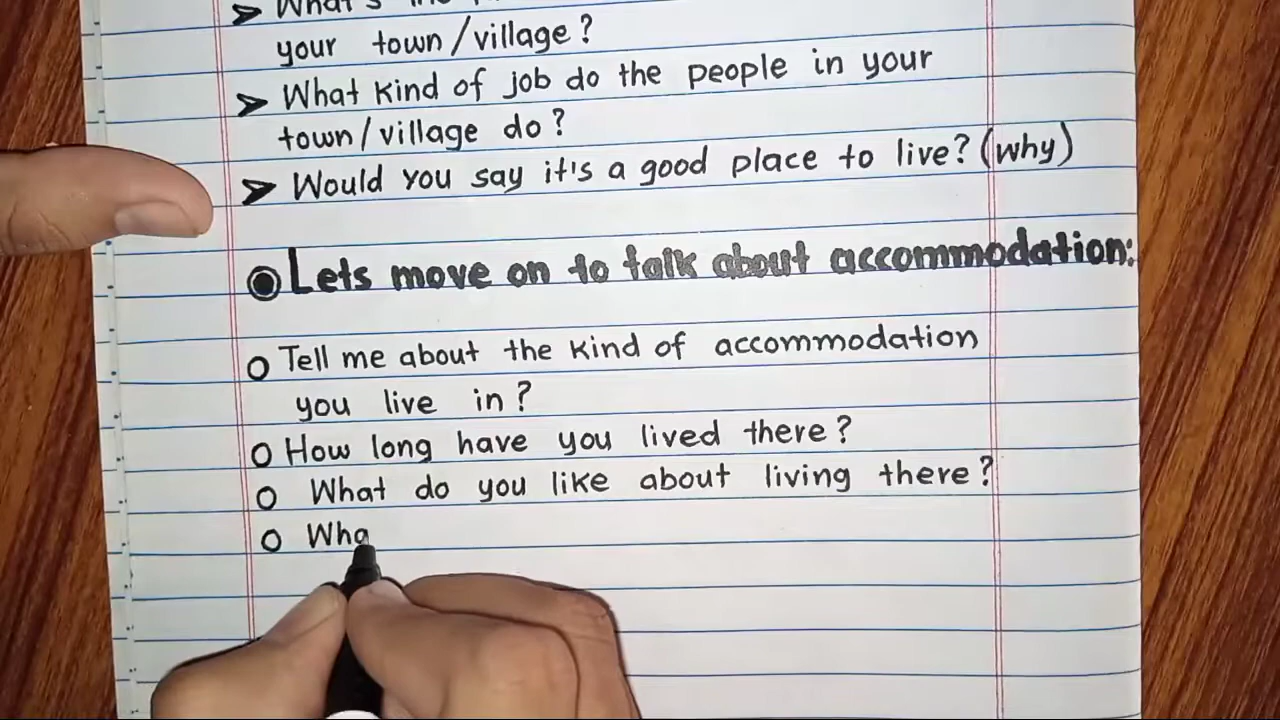 ➤ What's the
your town/village?
➤ What kind of job do the people in your
town/village do?
➤ Would you say it's a good place to live? (why)
Lets move on to talk about accommodation:
Tell me about the kind of accommodation
you live in?
How long have you lived there?
What do you like about living there?
Wha